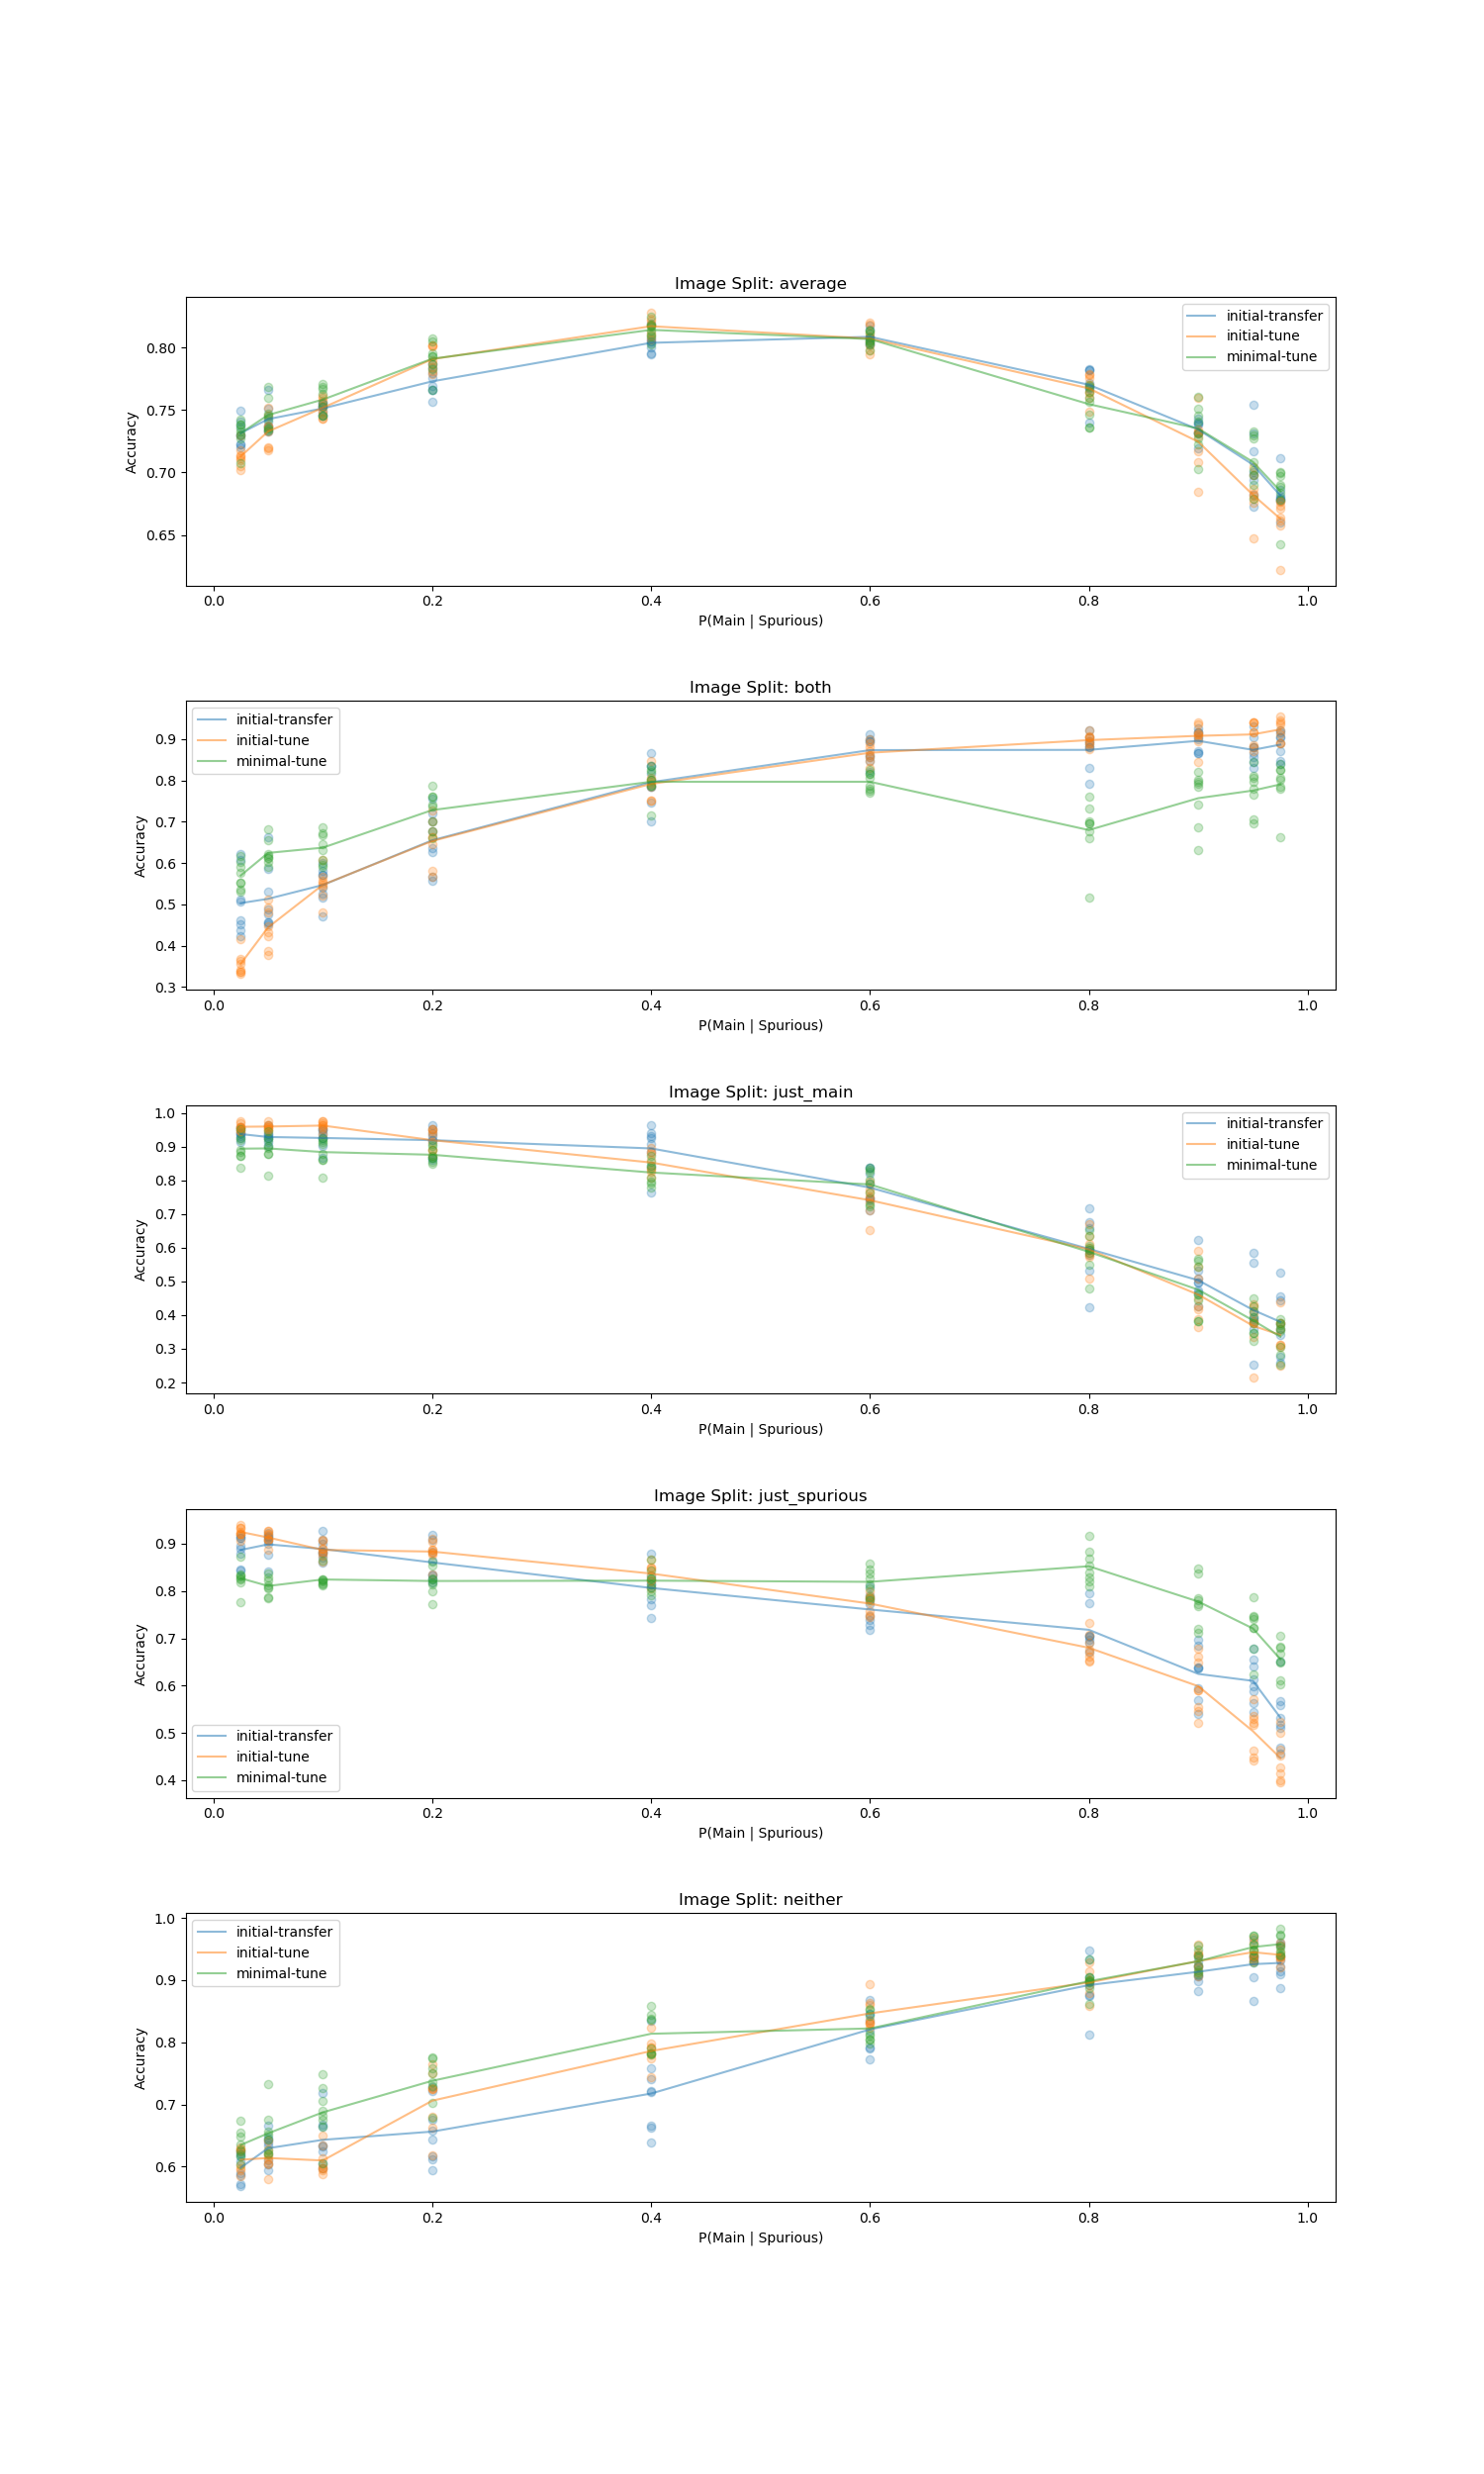 Image Split: average
initial-transfer
initial-tune
minimal-tune
Accuracy
0.80
0.75
0.70
0.65
0.0 0.2 0.4 0.6 0.8 1.0
P(Main | Spurious)
Image Split: both
initial-transfer
initial-tune
minimal-tune
Accuracy
0.9
0.8
0.7
0.6
0.5
0.4
0.3
0.0 0.2 0.4 0.6 0.8 1.0
P(Main | Spurious)
Image Split: just_main
initial-transfer
initial-tune
minimal-tune
Accuracy
1.0
0.9
0.8
0.7
0.6
0.5
0.4
0.3
0.2
0.0 0.2 0.4 0.6 0.8 1.0
P(Main | Spurious)
Image Split: just_spurious
Accuracy
0.9
0.8
0.7
0.6
0.5
0.4
initial-transfer
initial-tune
minimal-tune
0.0 0.2 0.4 0.6 0.8 1.0
P(Main | Spurious)
Image Split: neither
initial-transfer
initial-tune
minimal-tune
Accuracy
1.0
0.9
0.8
0.7
0.6
0.0 0.2 0.4 0.6 0.8 1.0
P(Main | Spurious)